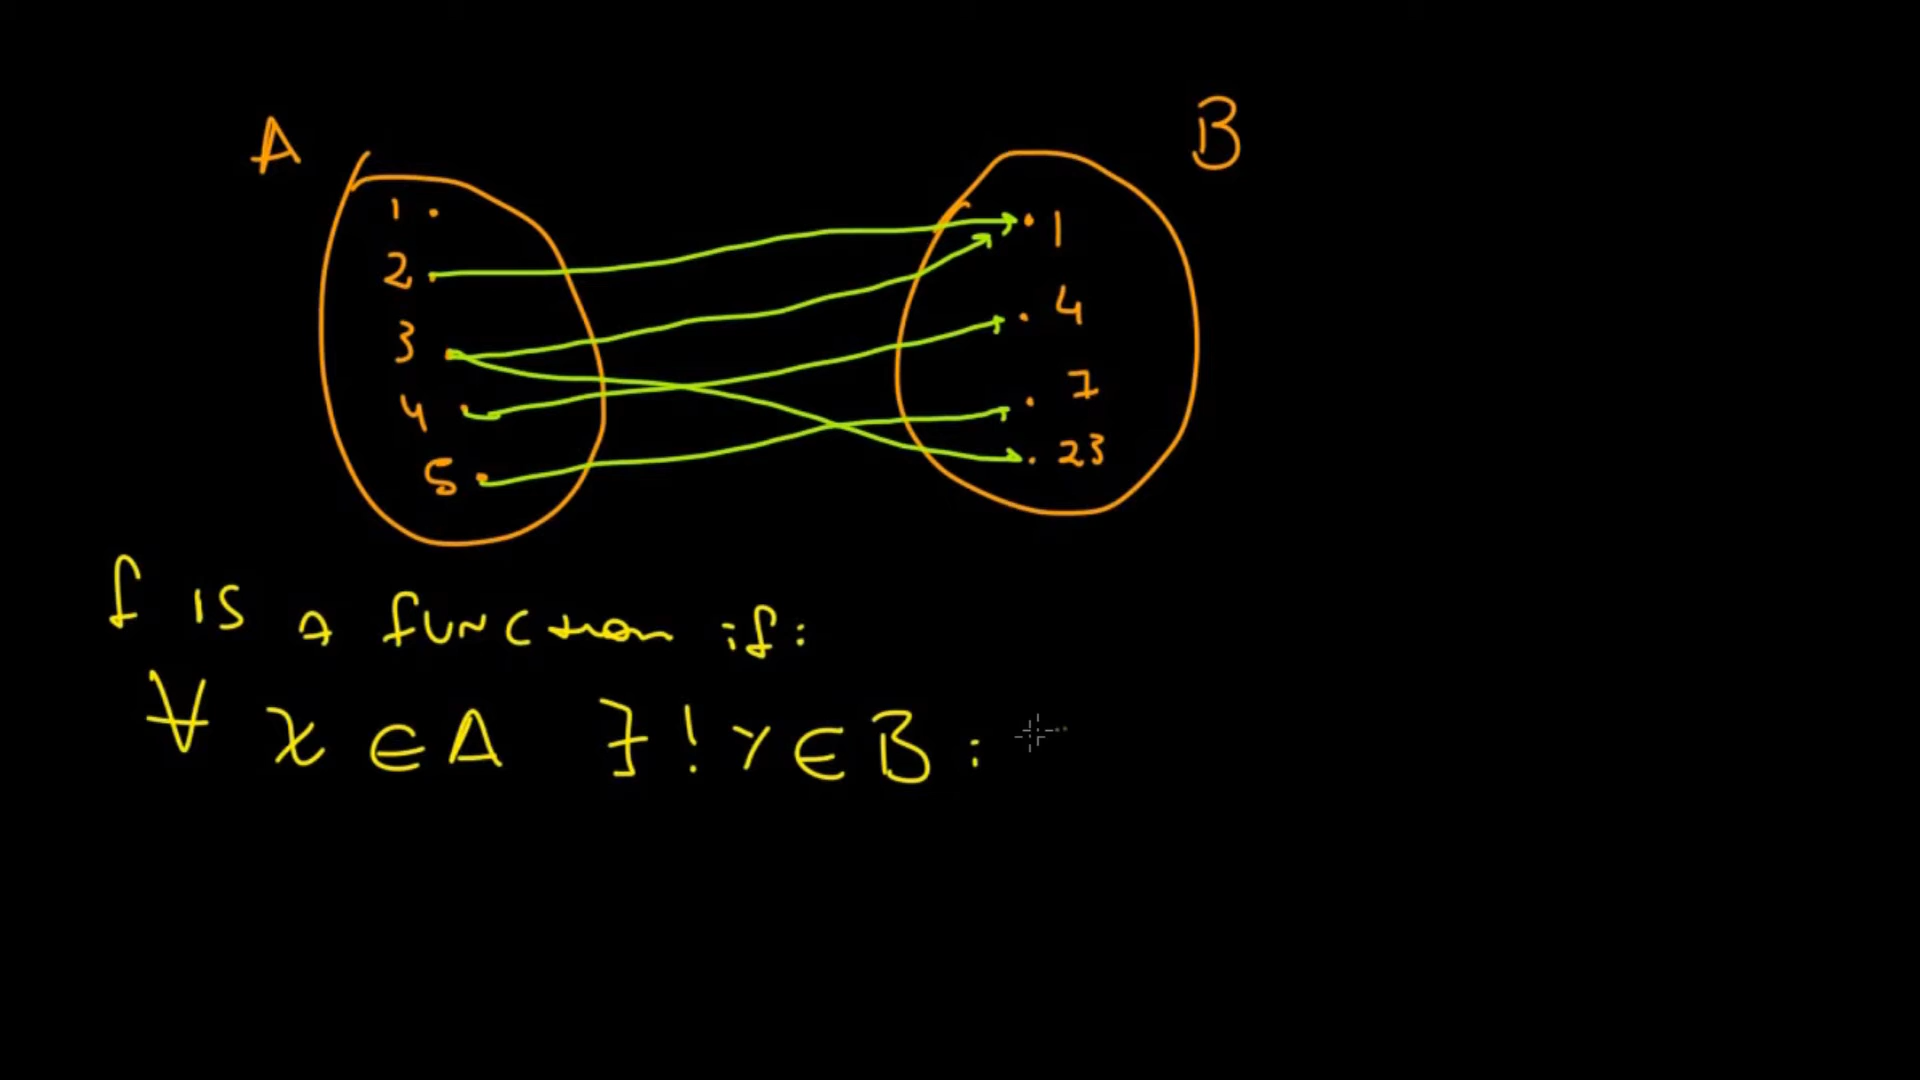 A
B
1
2
3
4
5
1
4
7
23
f is a function if:
∀ x ∈ A ∃! y ∈ B :